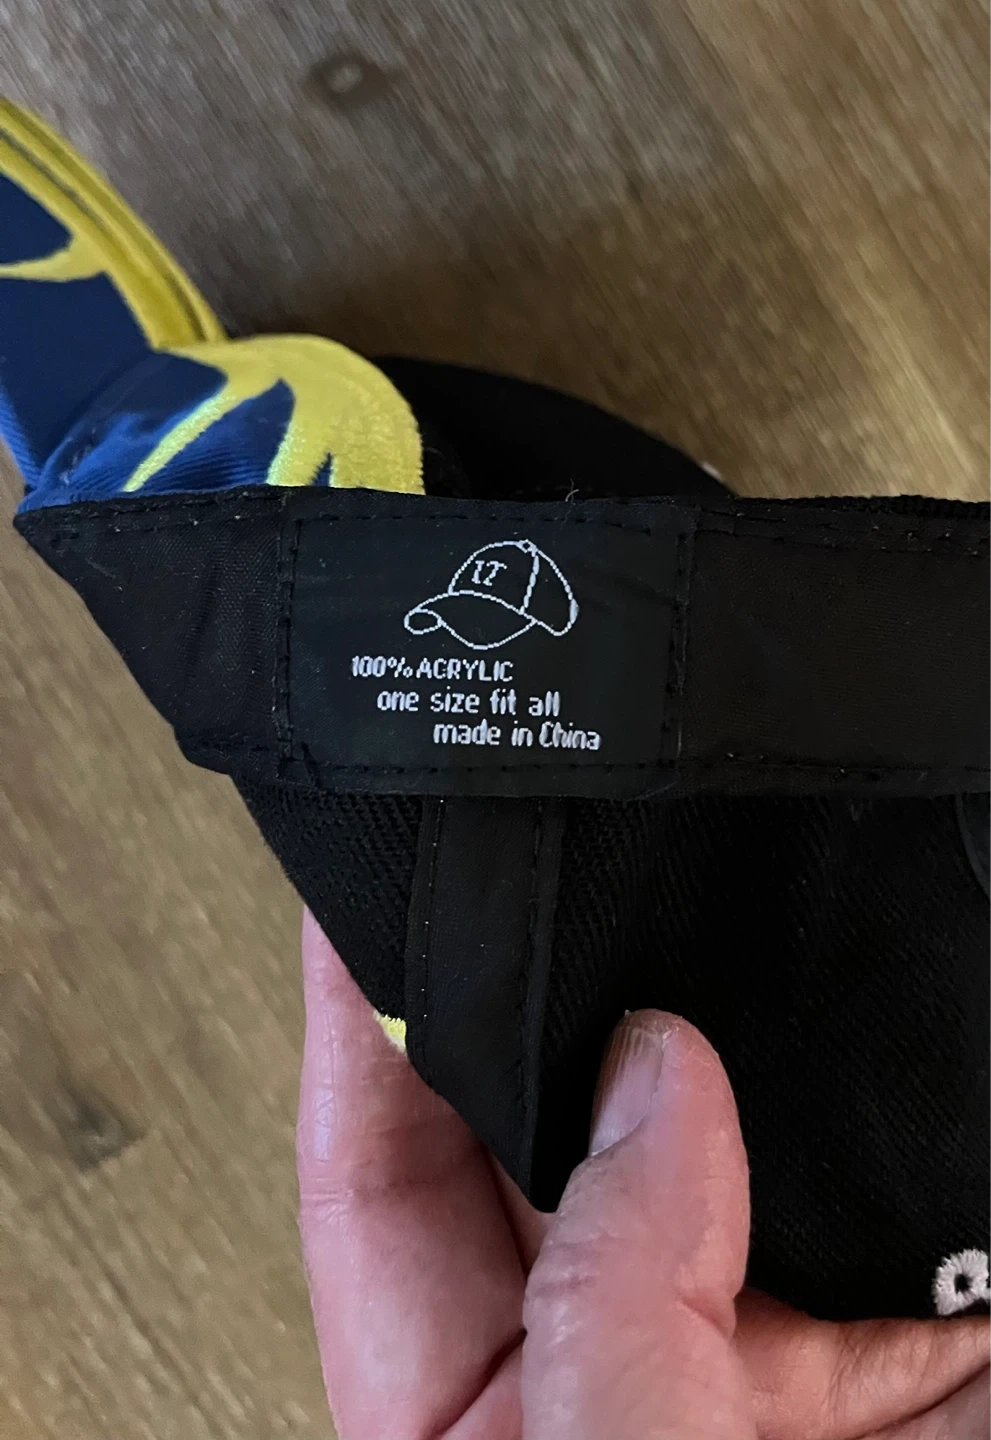 100% ACRYLIC
one size fit all
made in China